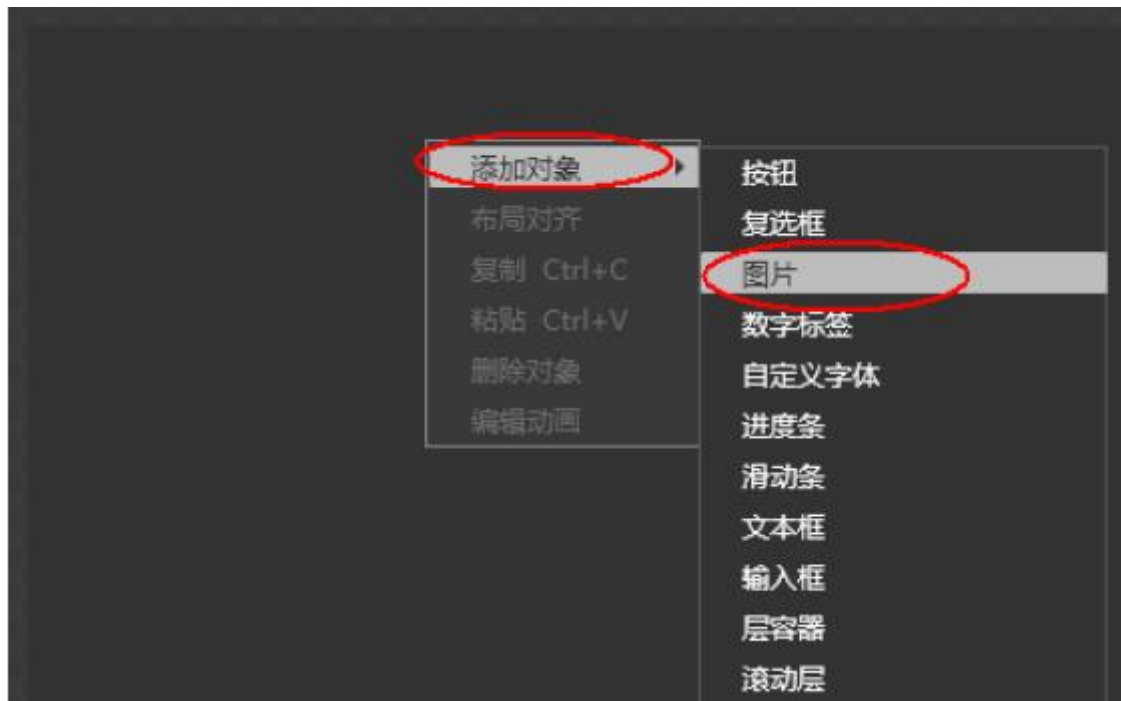 添加对象
布局对齐
复制 Ctrl+C
粘贴 Ctrl+V
删除对象
编辑动画
按钮
复选框
图片
数字标签
自定义字体
进度条
滑动条
文本框
输入框
层容器
滚动层